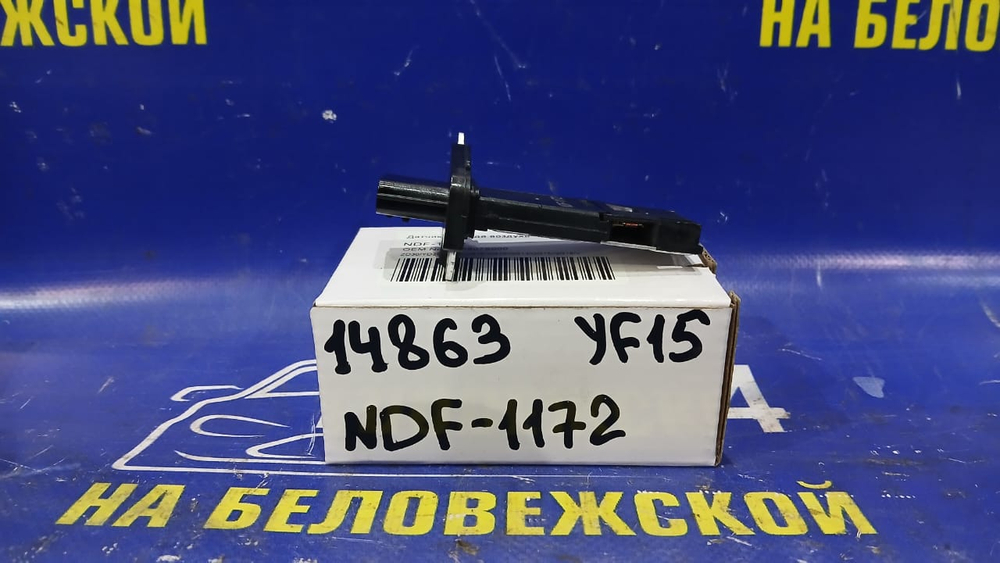 ЖСКОЙ
НА БЕЛО
14863 YF15
NDF-1172
А
НА БЕЛОВЕЖСКОЙ